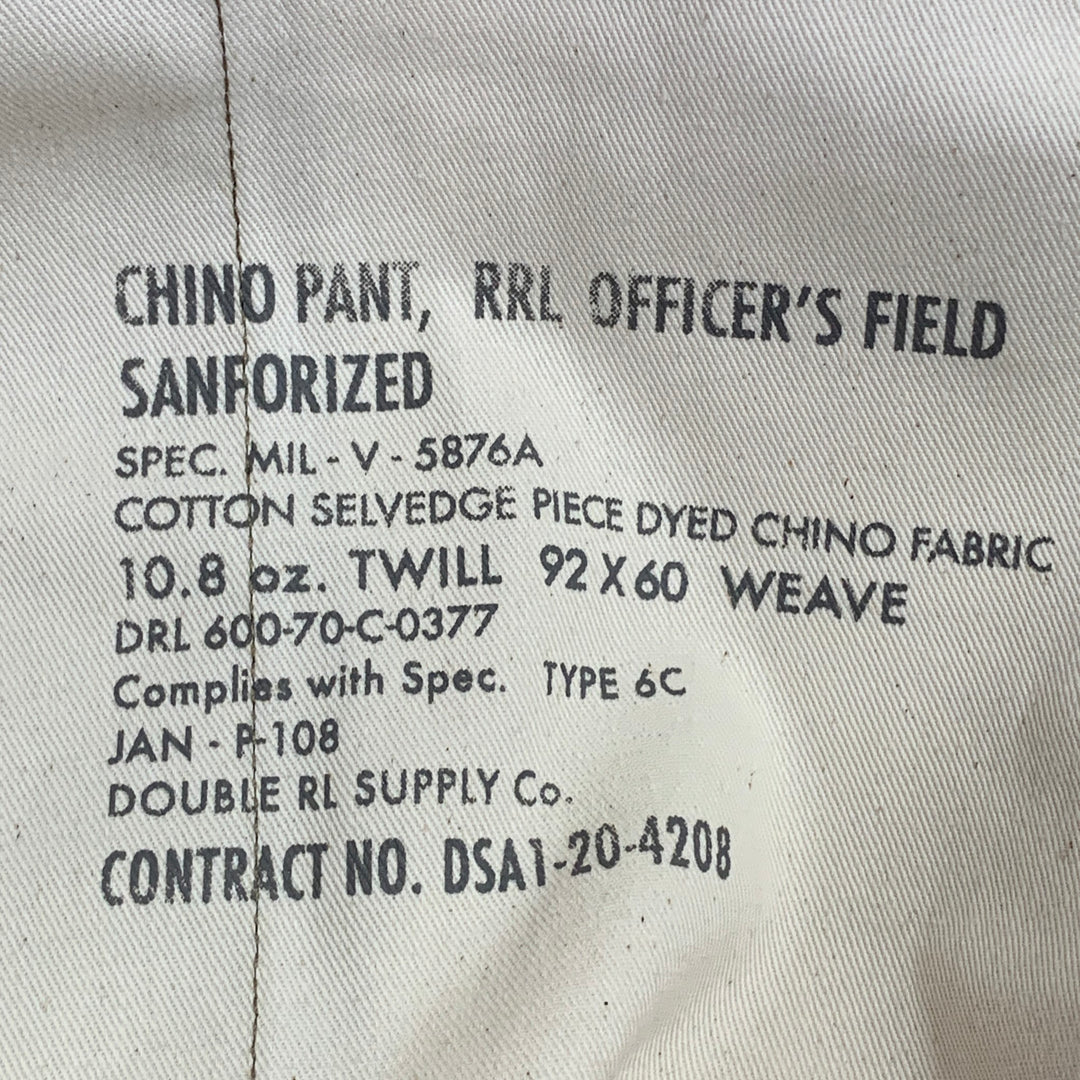 CHINO PANT, RRL OFFICER'S FIELD
SANFORIZED
SPEC. MIL - V - 5876A
COTTON SELVEDGE PIECE DYED CHINO FABRIC
10.8 oz. TWILL 92 X 60 WEAVE
DRL 600-70-C-0377
Complies with Spec. TYPE 6C
JAN - P-108
DOUBLE RL SUPPLY Co.
CONTRACT NO. DSA1-20-4208